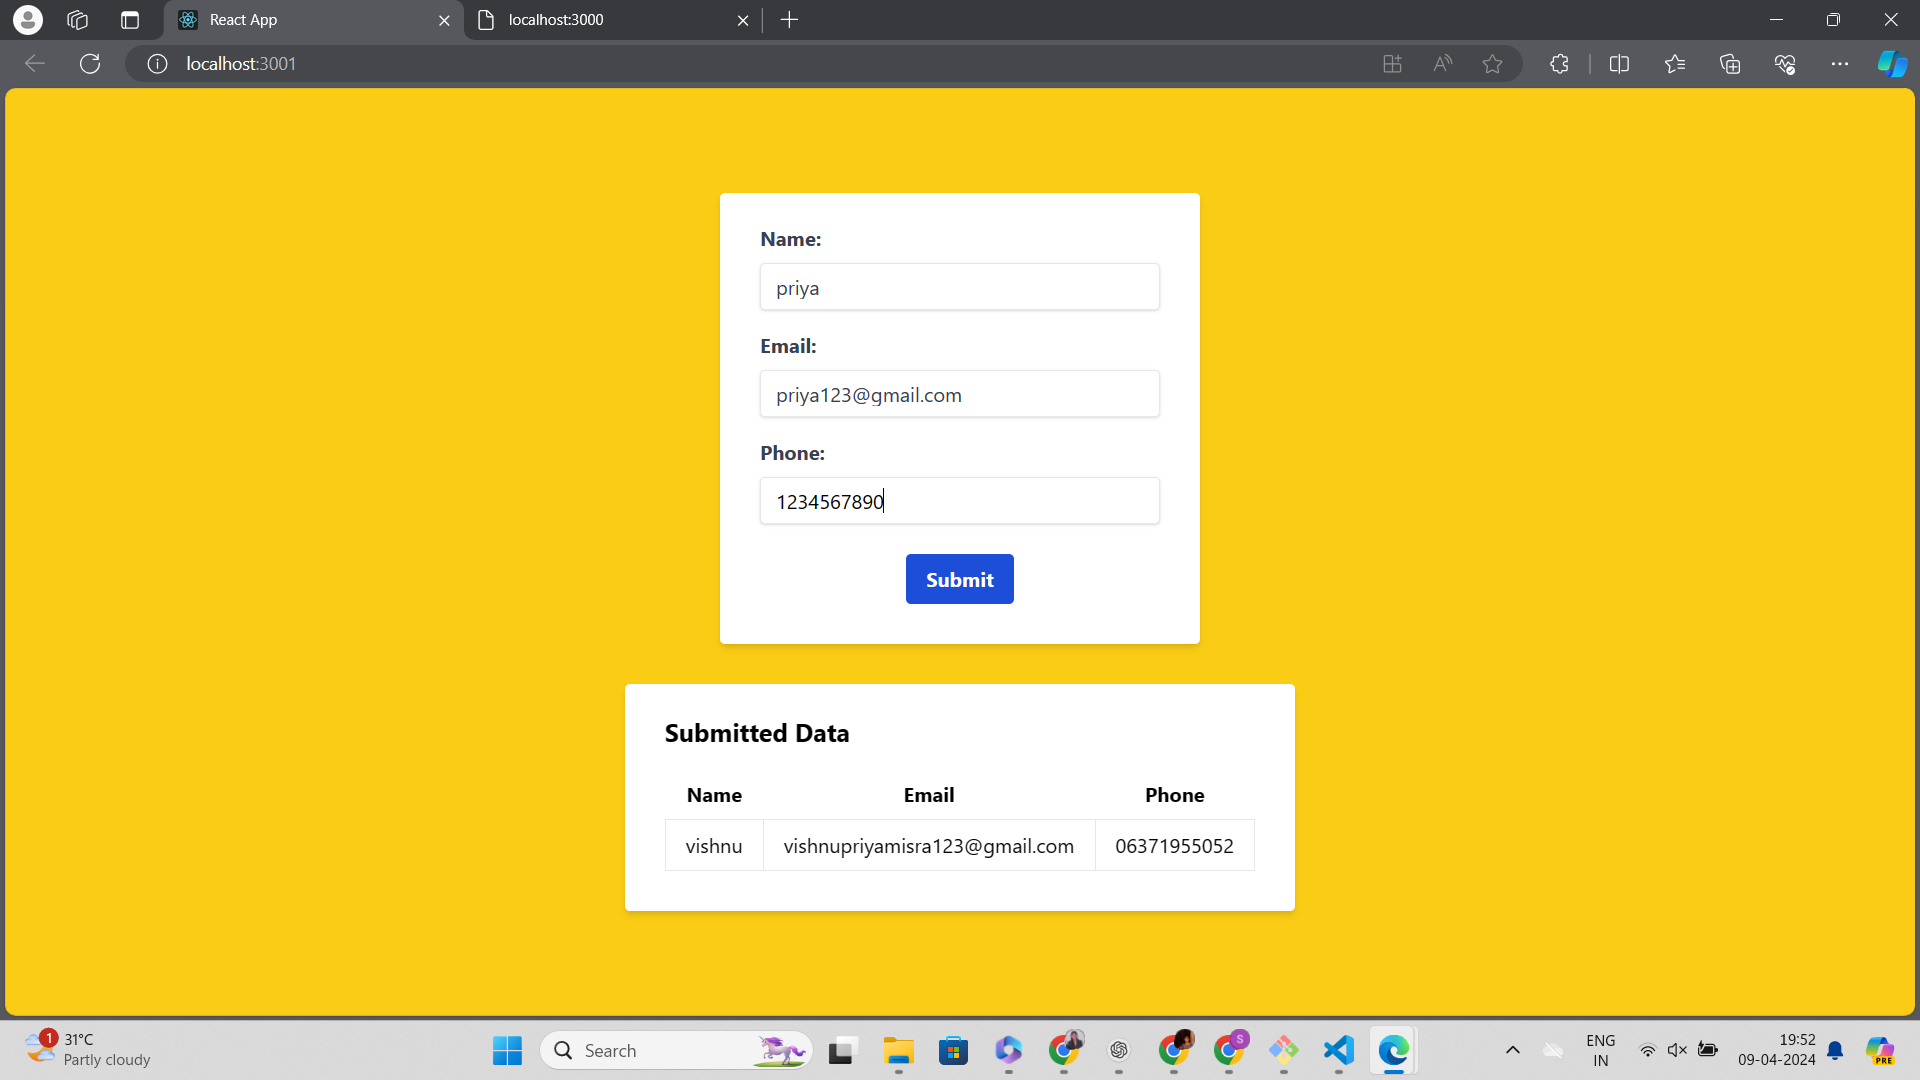 React App
localhost:3000
localhost:3001
Name:
priya
Email:
priya123@gmail.com
Phone:
1234567890
Submit
Submitted Data
Name Email Phone
vishnu vishnupriyamisra123@gmail.com 06371955052
1
31°C
Partly cloudy
Search
S
ENG
IN
19:52
09-04-2024
PRE